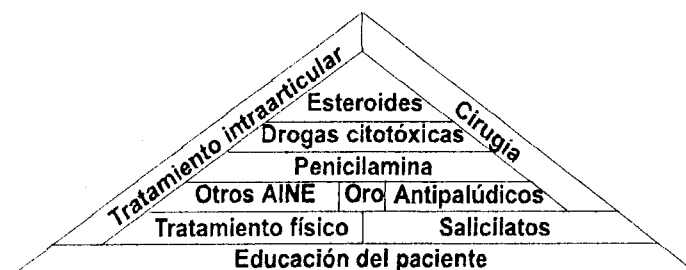 Tratamiento intraarticular
Cirugía
Esteroides
Drogas citotóxicas
Penicilamina
Otros AINE Oro Antipalúdicos
Tratamiento físico Salicilatos
Educación del paciente